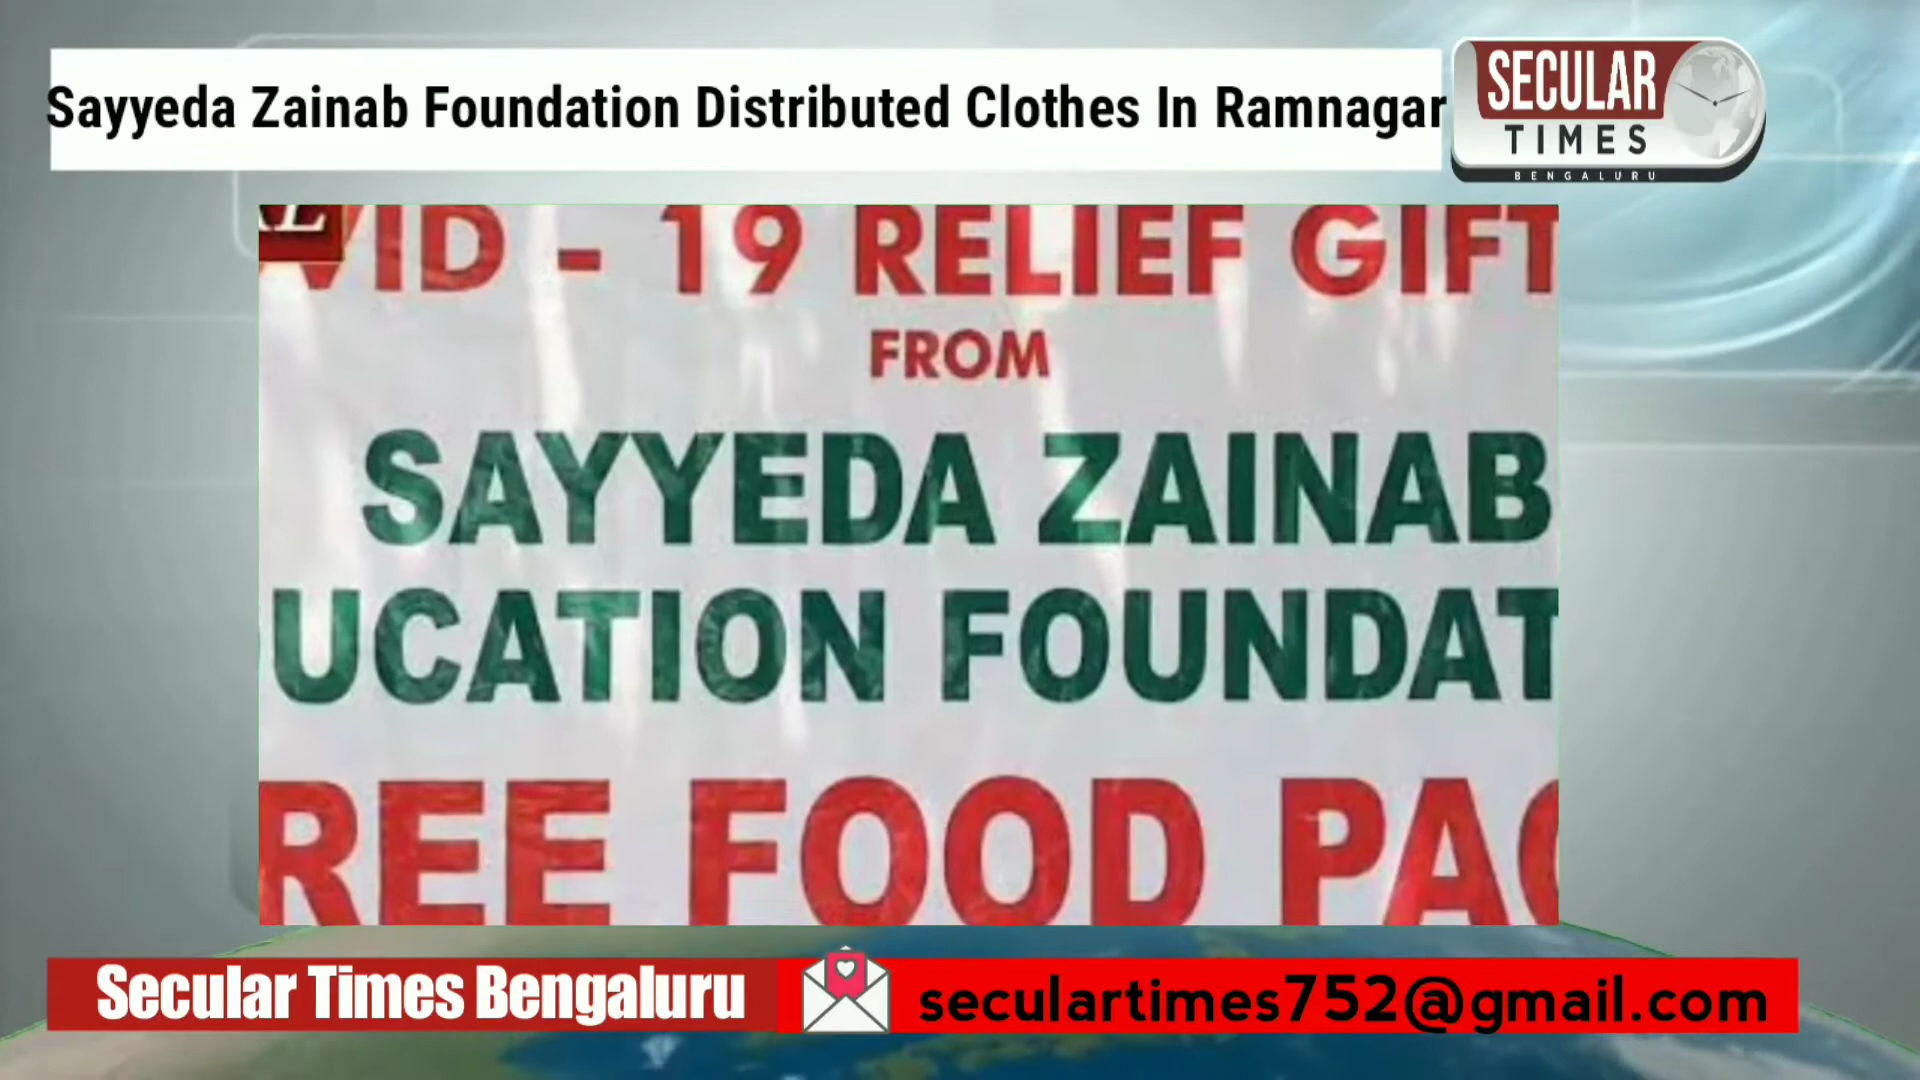 Sayyeda Zainab Foundation Distributed Clothes In Ramnagar
SECULAR
TIMES
BENGALURU
VID - 19 RELIEF GIFT
FROM
SAYYEDA ZAINAB
UCATION FOUNDAT
REE FOOD PAC
Secular Times Bengaluru
seculartimes752@gmail.com